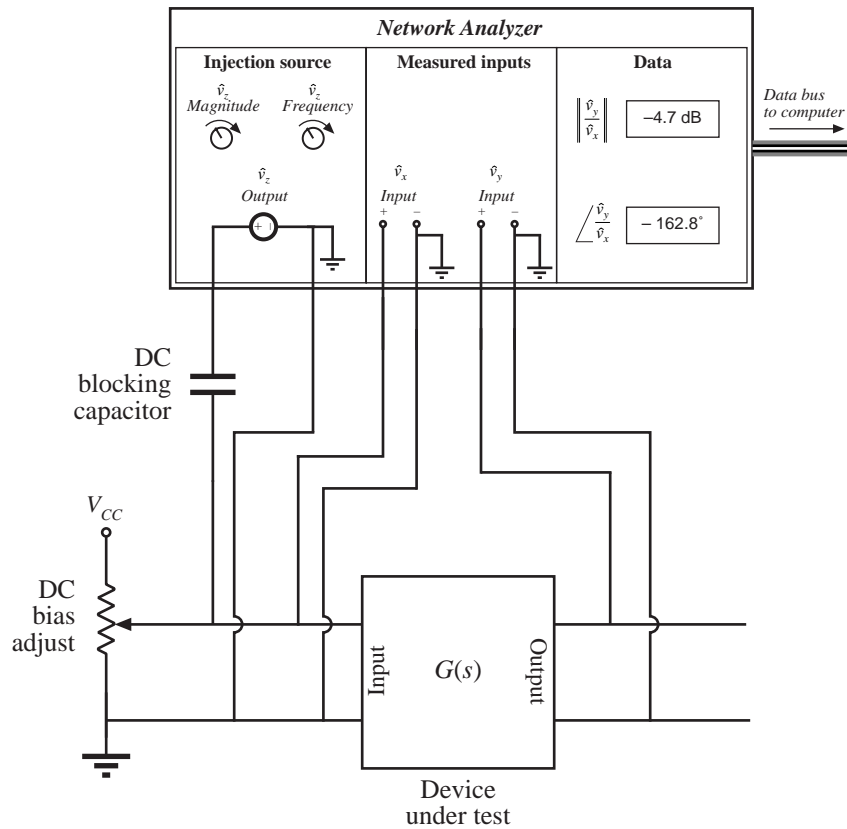 Network Analyzer
Injection source
Measured inputs
Data
v̂z
Magnitude
v̂z
Frequency
v̂z
Output
+ –
v̂x
Input
+ –
v̂y
Input
+ –
v̂y
v̂x
–4.7 dB
v̂y
v̂x
– 162.8˚
Data bus
to computer
DC
blocking
capacitor
VCC
DC
bias
adjust
Input
G(s)
Output
Device
under test